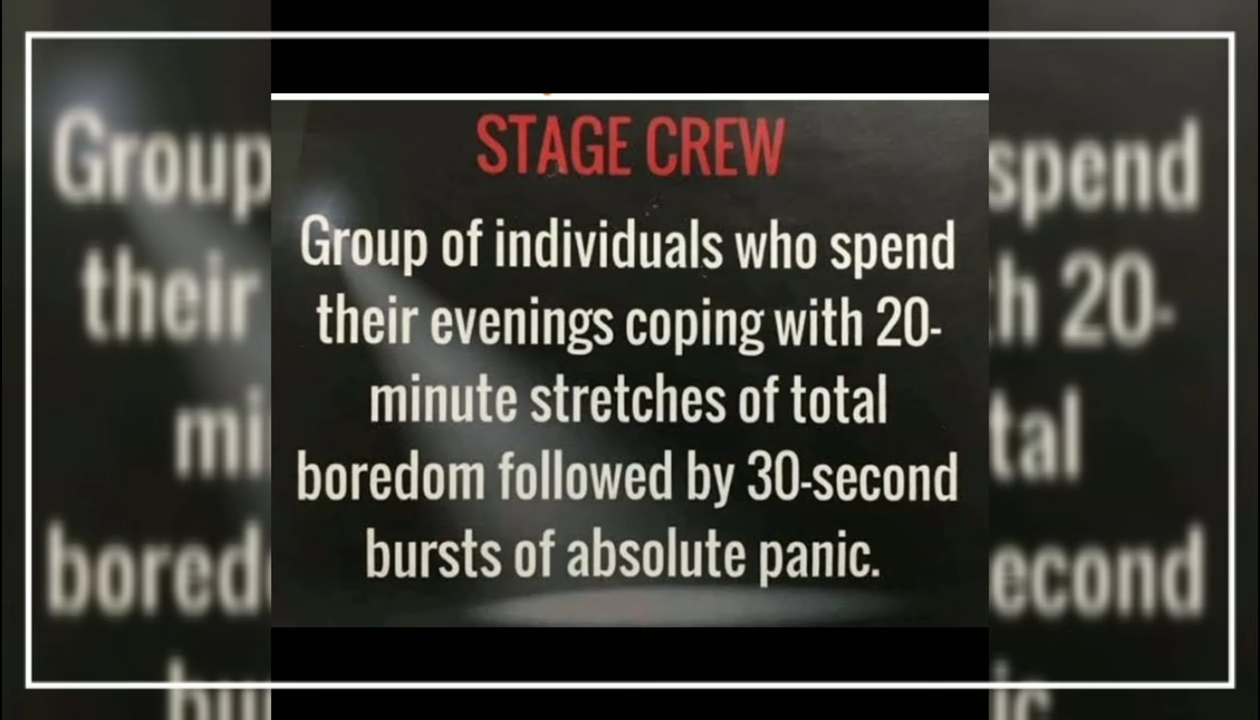 STAGE CREW
Group of individuals who spend
their evenings coping with 20-
minute stretches of total
boredom followed by 30-second
bursts of absolute panic.